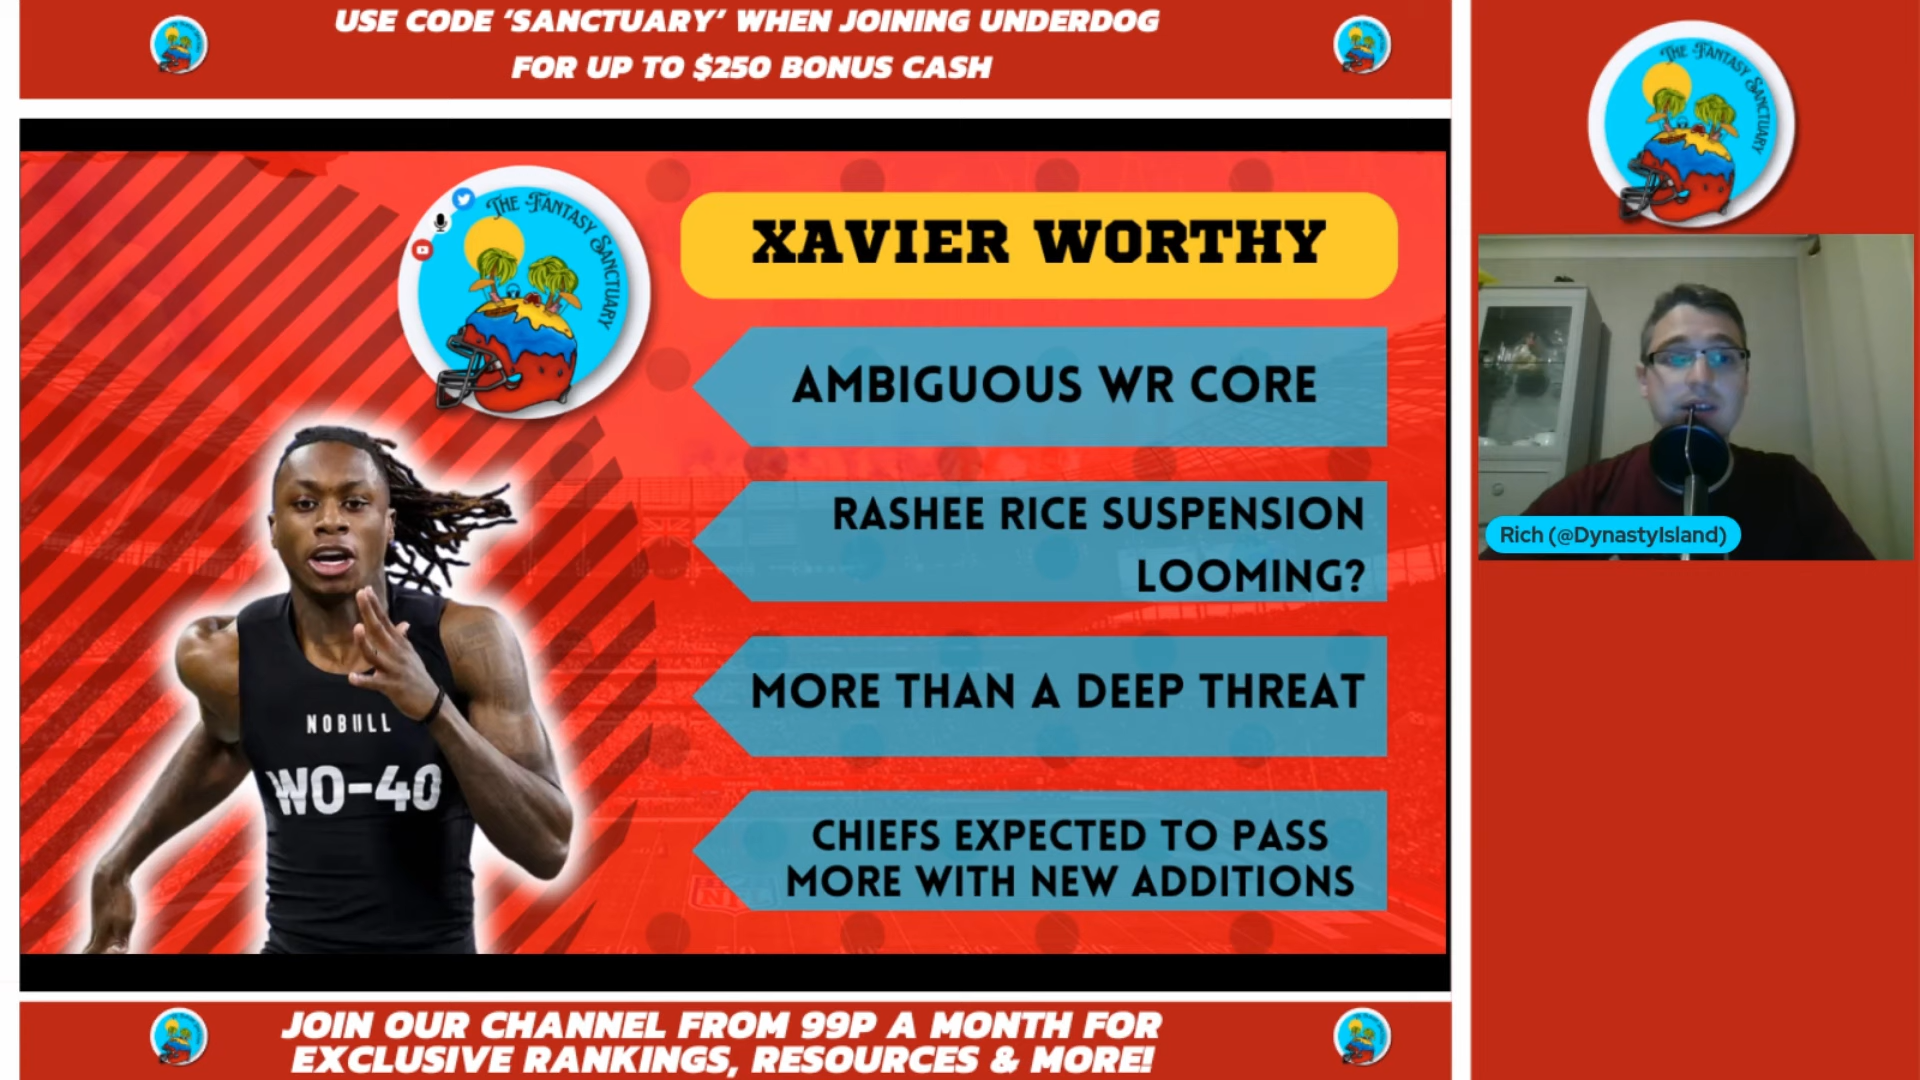 USE CODE ‘SANCTUARY’ WHEN JOINING UNDERDOG
FOR UP TO $250 BONUS CASH
THE FANTASY SANCTUARY
THE FANTASY SANCTUARY
XAVIER WORTHY
AMBIGUOUS WR CORE
RASHEE RICE SUSPENSION
LOOMING?
MORE THAN A DEEP THREAT
CHIEFS EXPECTED TO PASS
MORE WITH NEW ADDITIONS
NOBULL
WO-40
Rich (@DynastyIsland)
JOIN OUR CHANNEL FROM 99P A MONTH FOR
EXCLUSIVE RANKINGS, RESOURCES & MORE!